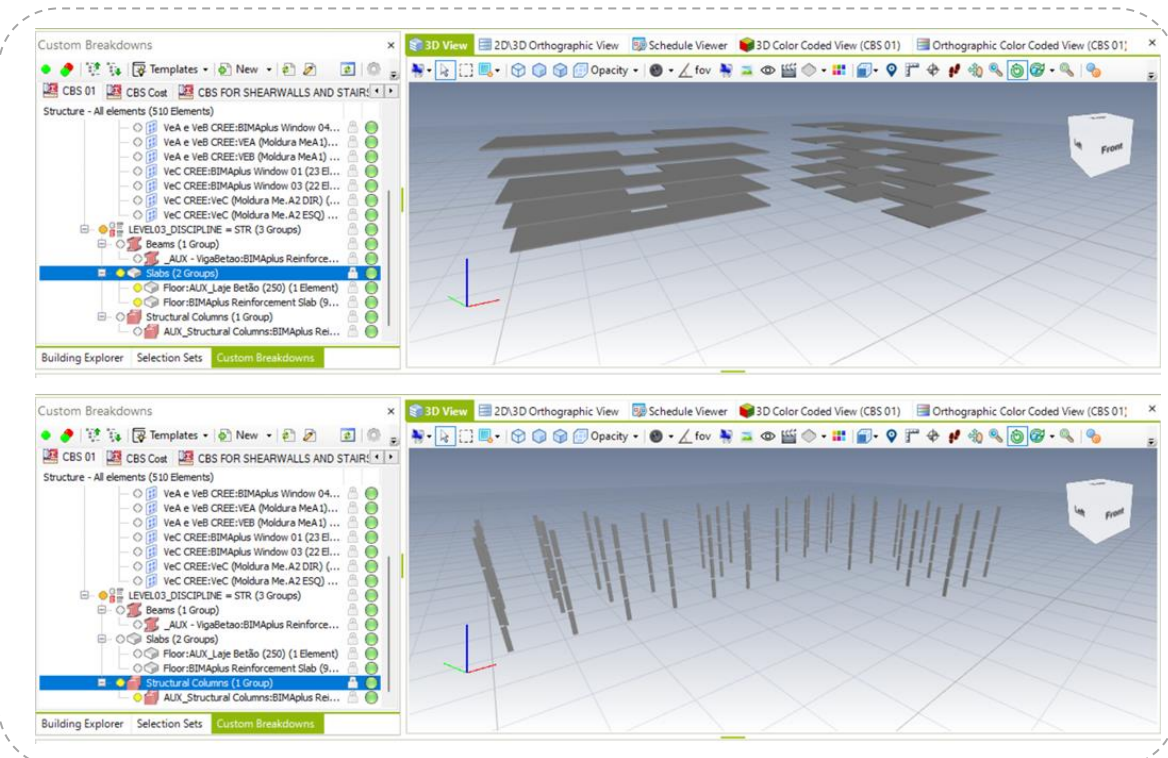 Custom Breakdowns
3D View 2D\3D Orthographic View Schedule Viewer 3D Color Coded View (CBS 01) Orthographic Color Coded View (CBS 01)
Templates New Opacity fov
CBS 01 CBS Cost CBS FOR SHEARWALLS AND STAIRS
Structure - All elements (510 Elements)
VeA e VeB CREE:BIMAplus Window 04...
VeA e VeB CREE:VEA (Moldura MeA1)...
VeA e VeB CREE:VEB (Moldura MeA1) ...
VeC CREE:BIMAplus Window 01 (23 El...
VeC CREE:BIMAplus Window 03 (22 El...
VeC CREE:VeC (Moldura Me.A2 DIR) (...
VeC CREE:VeC (Moldura Me.A2 ESQ) ...
LEVEL03_DISCIPLINE = STR (3 Groups)
Beams (1 Group)
_AUX - VigaBetao:BIMAplus Reinforce...
Slabs (2 Groups)
Floor:AUX_Laje Betão (250) (1 Element)
Floor:BIMAplus Reinforcement Slab (9...
Structural Columns (1 Group)
AUX_Structural Columns:BIMAplus Rei...
Building Explorer Selection Sets Custom Breakdowns
Left Front
Custom Breakdowns
3D View 2D\3D Orthographic View Schedule Viewer 3D Color Coded View (CBS 01) Orthographic Color Coded View (CBS 01)
Templates New Opacity fov
CBS 01 CBS Cost CBS FOR SHEARWALLS AND STAIRS
Structure - All elements (510 Elements)
VeA e VeB CREE:BIMAplus Window 04...
VeA e VeB CREE:VEA (Moldura MeA1)...
VeA e VeB CREE:VEB (Moldura MeA1) ...
VeC CREE:BIMAplus Window 01 (23 El...
VeC CREE:BIMAplus Window 03 (22 El...
VeC CREE:VeC (Moldura Me.A2 DIR) (...
VeC CREE:VeC (Moldura Me.A2 ESQ) ...
LEVEL03_DISCIPLINE = STR (3 Groups)
Beams (1 Group)
_AUX - VigaBetao:BIMAplus Reinforce...
Slabs (2 Groups)
Floor:AUX_Laje Betão (250) (1 Element)
Floor:BIMAplus Reinforcement Slab (9...
Structural Columns (1 Group)
AUX_Structural Columns:BIMAplus Rei...
Building Explorer Selection Sets Custom Breakdowns
Left Front